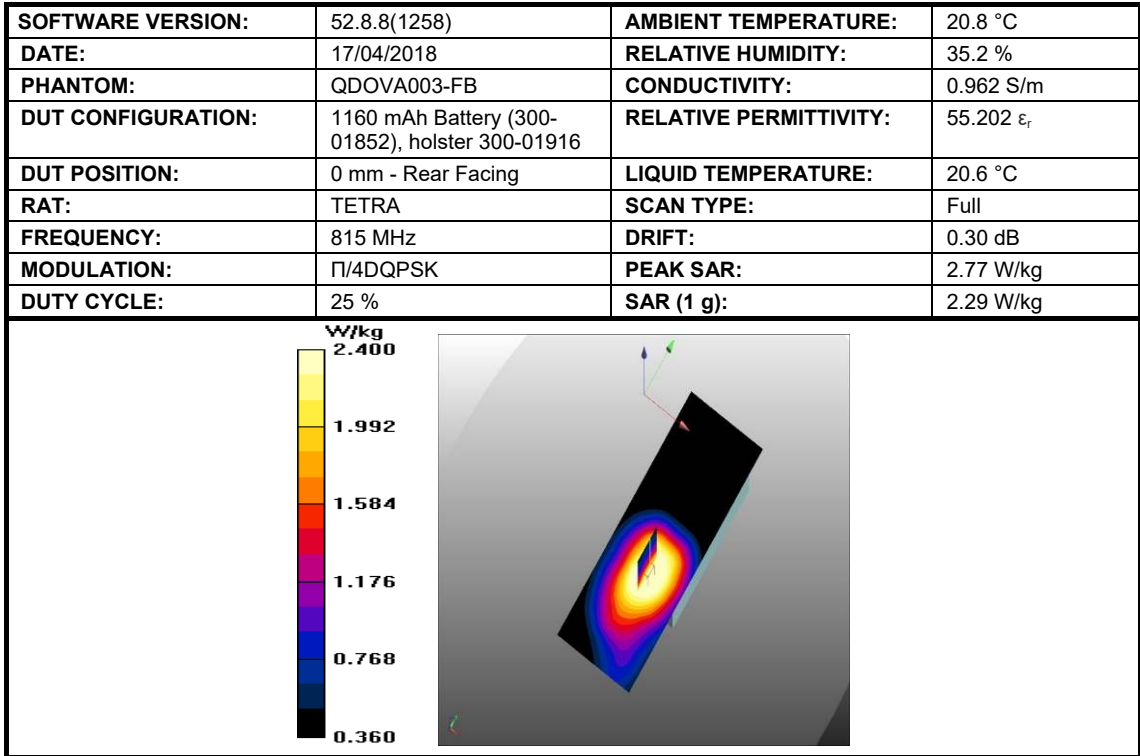 SOFTWARE VERSION: 52.8.8(1258) AMBIENT TEMPERATURE: 20.8 °C
DATE: 17/04/2018 RELATIVE HUMIDITY: 35.2 %
PHANTOM: QDOVA003-FB CONDUCTIVITY: 0.962 S/m
DUT CONFIGURATION: 1160 mAh Battery (300-
01852), holster 300-01916 RELATIVE PERMITTIVITY: 55.202 εr
DUT POSITION: 0 mm - Rear Facing LIQUID TEMPERATURE: 20.6 °C
RAT: TETRA SCAN TYPE: Full
FREQUENCY: 815 MHz DRIFT: 0.30 dB
MODULATION: Π/4DQPSK PEAK SAR: 2.77 W/kg
DUTY CYCLE: 25 % SAR (1 g): 2.29 W/kg
W/kg
2.400
1.992
1.584
1.176
0.768
0.360